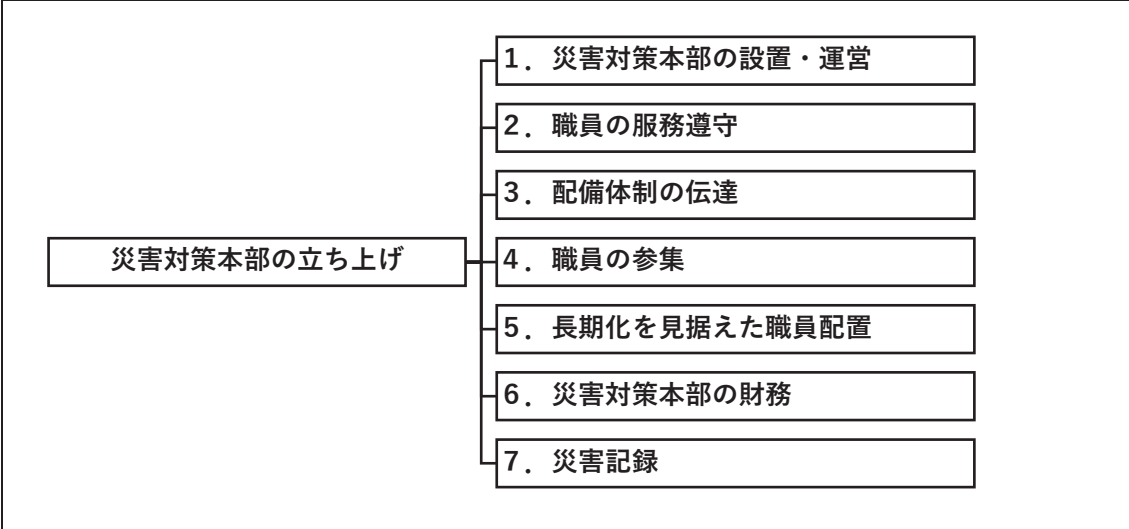 災害対策本部の立ち上げ
1．災害対策本部の設置・運営
2．職員の服務遵守
3．配備体制の伝達
4．職員の参集
5．長期化を見据えた職員配置
6．災害対策本部の財務
7．災害記録